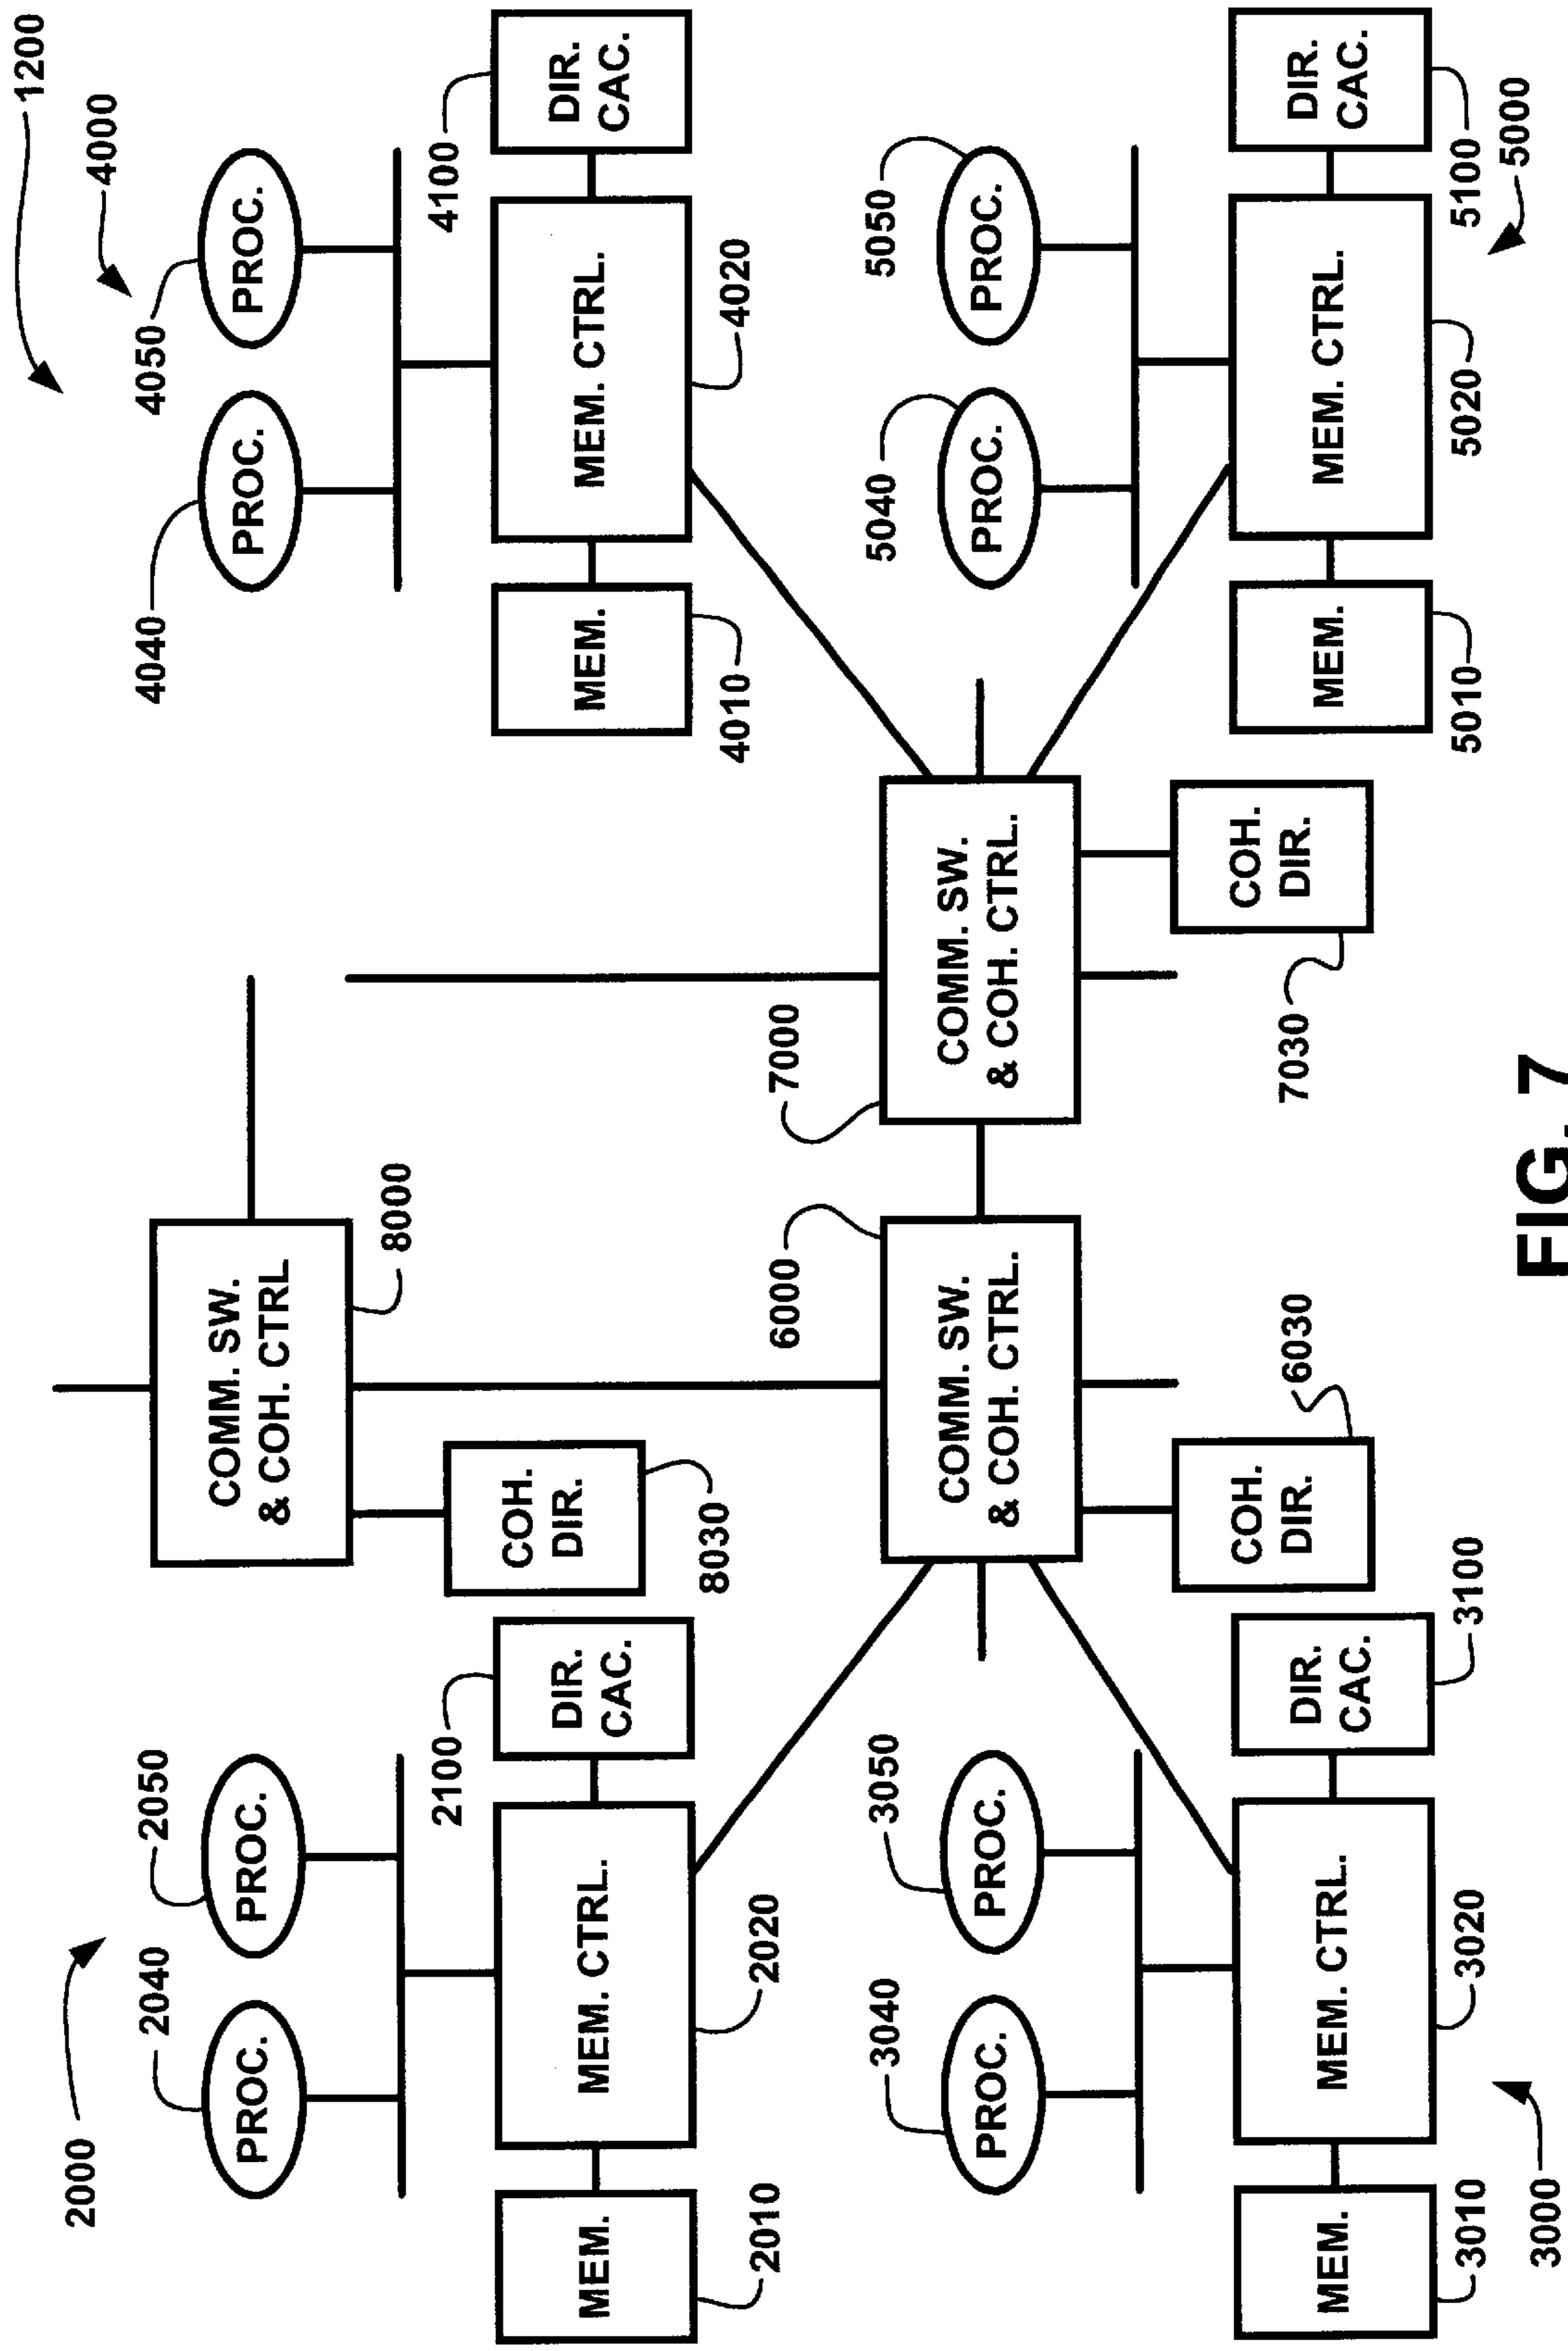 1200
2000
2040
2050
PROC.
PROC.
2100
MEM.
MEM. CTRL.
DIR.
CAC.
2010
2020
COMM. SW.
& COH. CTRL
8000
COH.
DIR.
8030
4000
4040
4050
PROC.
PROC.
4100
MEM.
MEM. CTRL.
DIR.
CAC.
4010
4020
3040
3050
PROC.
PROC.
MEM.
MEM. CTRL.
DIR.
CAC.
3010
3020
3100
3000
6000
COMM. SW.
& COH. CTRL.
COH.
DIR.
6030
7000
COMM. SW.
& COH. CTRL.
COH.
DIR.
7030
5040
5050
PROC.
PROC.
MEM.
MEM. CTRL.
DIR.
CAC.
5010
5020
5100
5000
FIG. 7